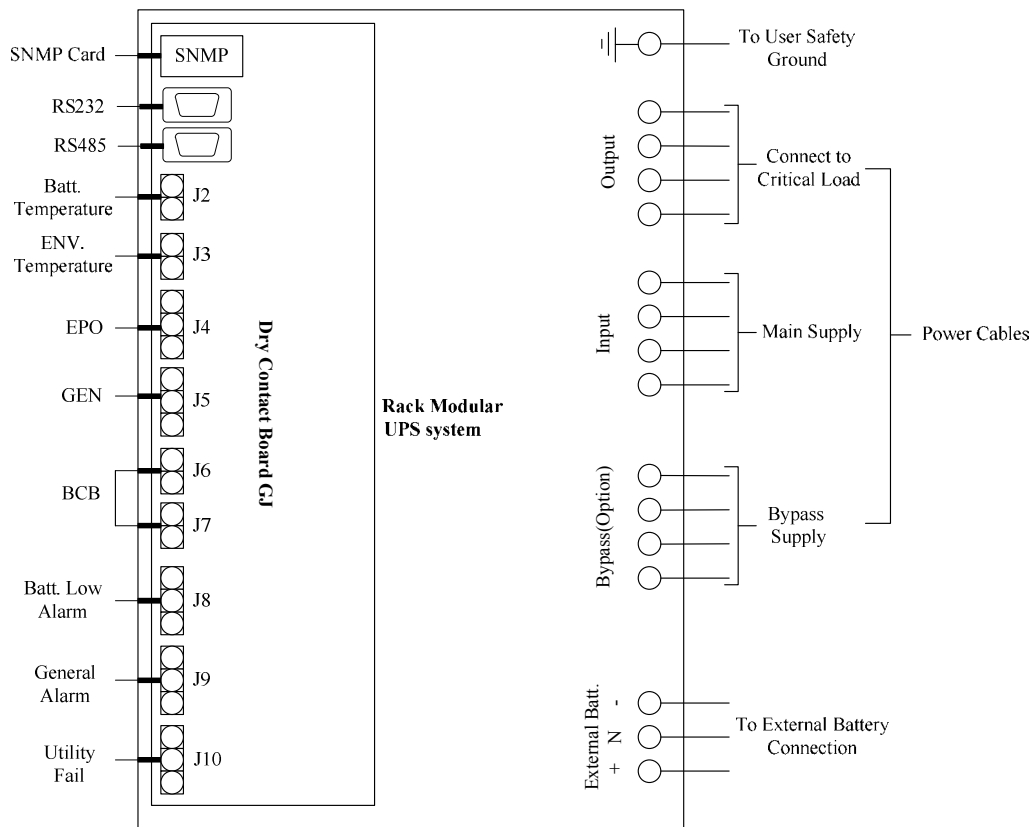 SNMP Card
SNMP
RS232
RS485
Batt.
Temperature
J2
ENV.
Temperature
J3
EPO
J4
GEN
J5
BCB
J6
J7
Batt. Low
Alarm
J8
General
Alarm
J9
Utility
Fail
J10
Dry Contact Board GJ
Rack Modular
UPS system
To User Safety
Ground
Output
Connect to
Critical Load
Input
Main Supply
Power Cables
Bypass(Option)
Bypass
Supply
External Batt.
+ N -
To External Battery
Connection